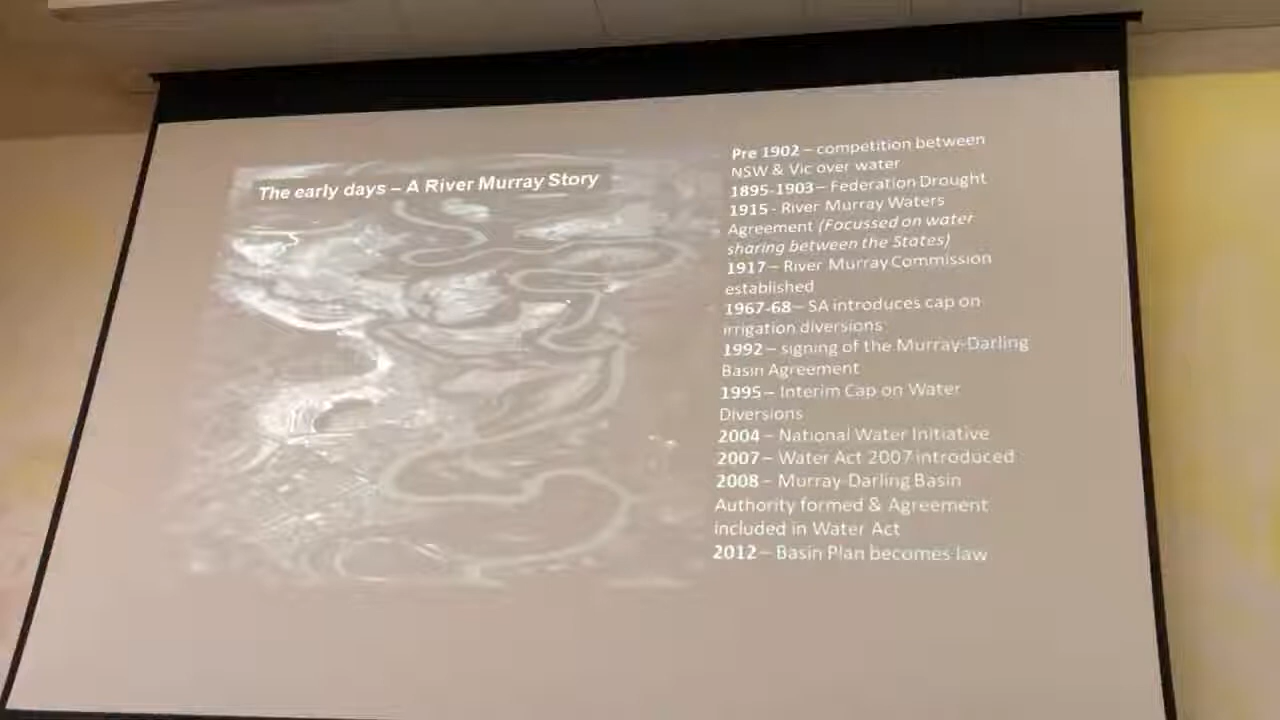 The early days – A River Murray Story
Pre 1902 – competition between
NSW & Vic over water
1895-1903 – Federation Drought
1915 - River Murray Waters
Agreement (Focussed on water
sharing between the States)
1917 – River Murray Commission
established
1967-68 – SA introduces cap on
irrigation diversions
1992 – signing of the Murray-Darling
Basin Agreement
1995 – Interim Cap on Water
Diversions
2004 – National Water Initiative
2007 – Water Act 2007 introduced
2008 – Murray-Darling Basin
Authority formed & Agreement
included in Water Act
2012 – Basin Plan becomes law